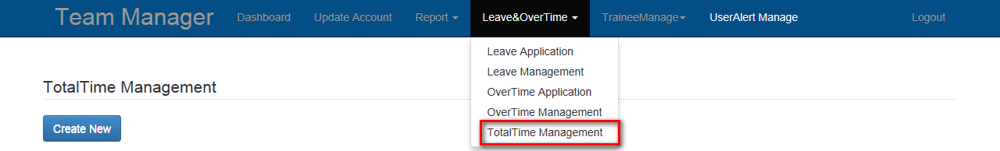 Team Manager Dashboard Update Account Report Leave&OverTime TraineeManage UserAlert Manage Logout
Leave Application
Leave Management
OverTime Application
OverTime Management
TotalTime Management
TotalTime Management
Create New